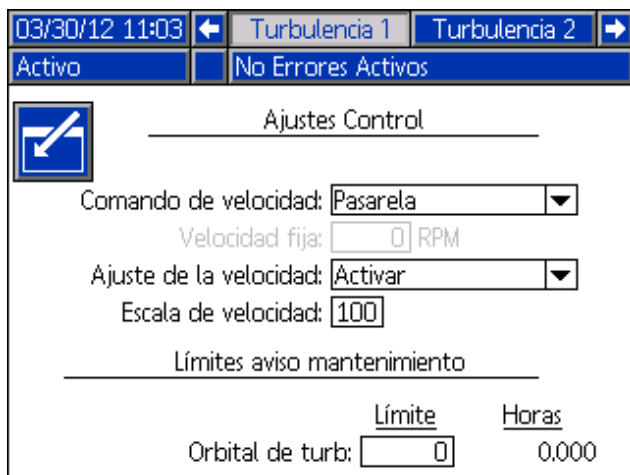 03/30/12 11:03 Turbulencia 1 Turbulencia 2
Activo No Errores Activos
Ajustes Control
Comando de velocidad: Pasarela
Velocidad fija: 0 RPM
Ajuste de la velocidad: Activar
Escala de velocidad: 100
Límites aviso mantenimiento
Límite Horas
Orbital de turb: 0 0.000